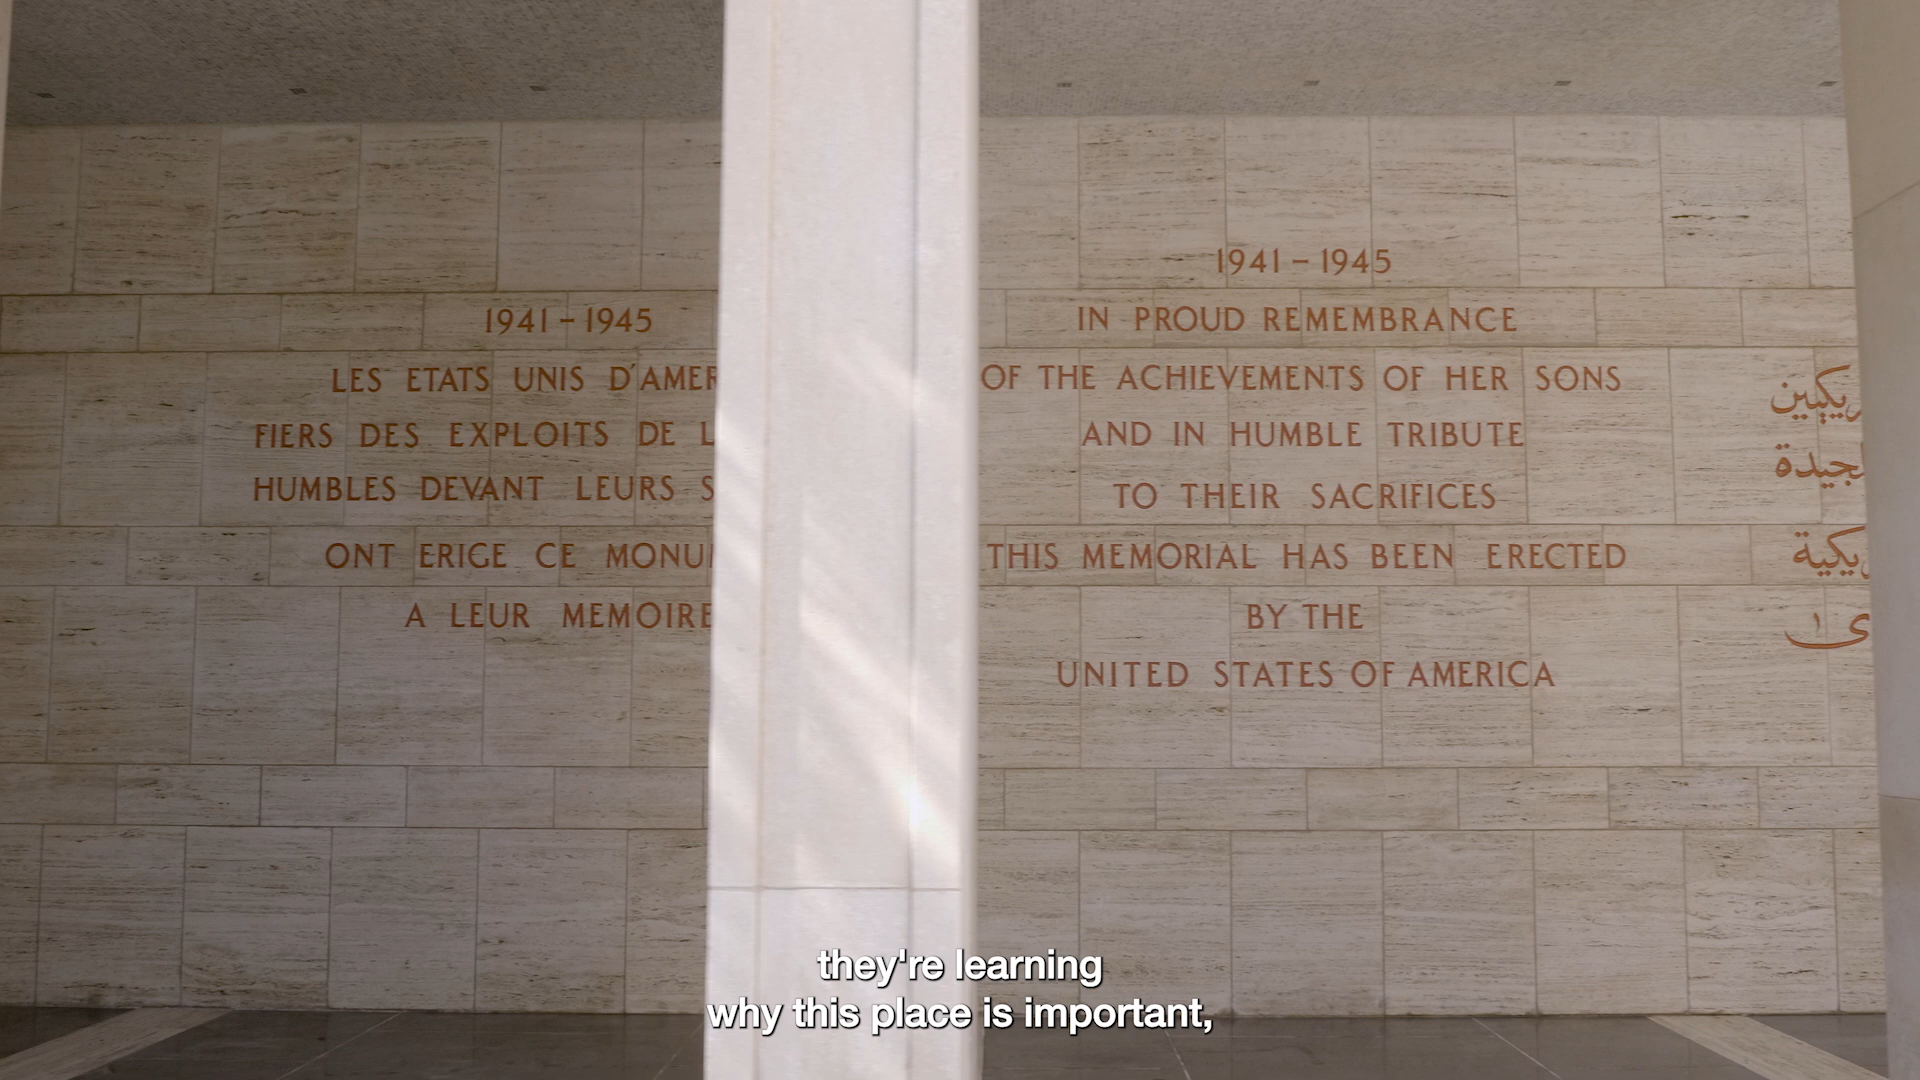 1941 – 1945
LES ETATS UNIS D'AMER
FIERS DES EXPLOITS DE L
HUMBLES DEVANT LEURS S
ONT ERIGE CE MONU
A LEUR MEMOIRE
1941 – 1945
IN PROUD REMEMBRANCE
OF THE ACHIEVEMENTS OF HER SONS
AND IN HUMBLE TRIBUTE
TO THEIR SACRIFICES
THIS MEMORIAL HAS BEEN ERECTED
BY THE
UNITED STATES OF AMERICA
they're learning
why this place is important,